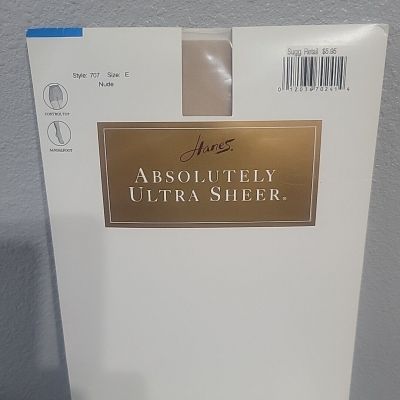 Style: 707 Size: E
Nude
CONTROL TOP
SANDALFOOT
Sugg. Retail $5.95
Hanes.
ABSOLUTELY
ULTRA SHEER®